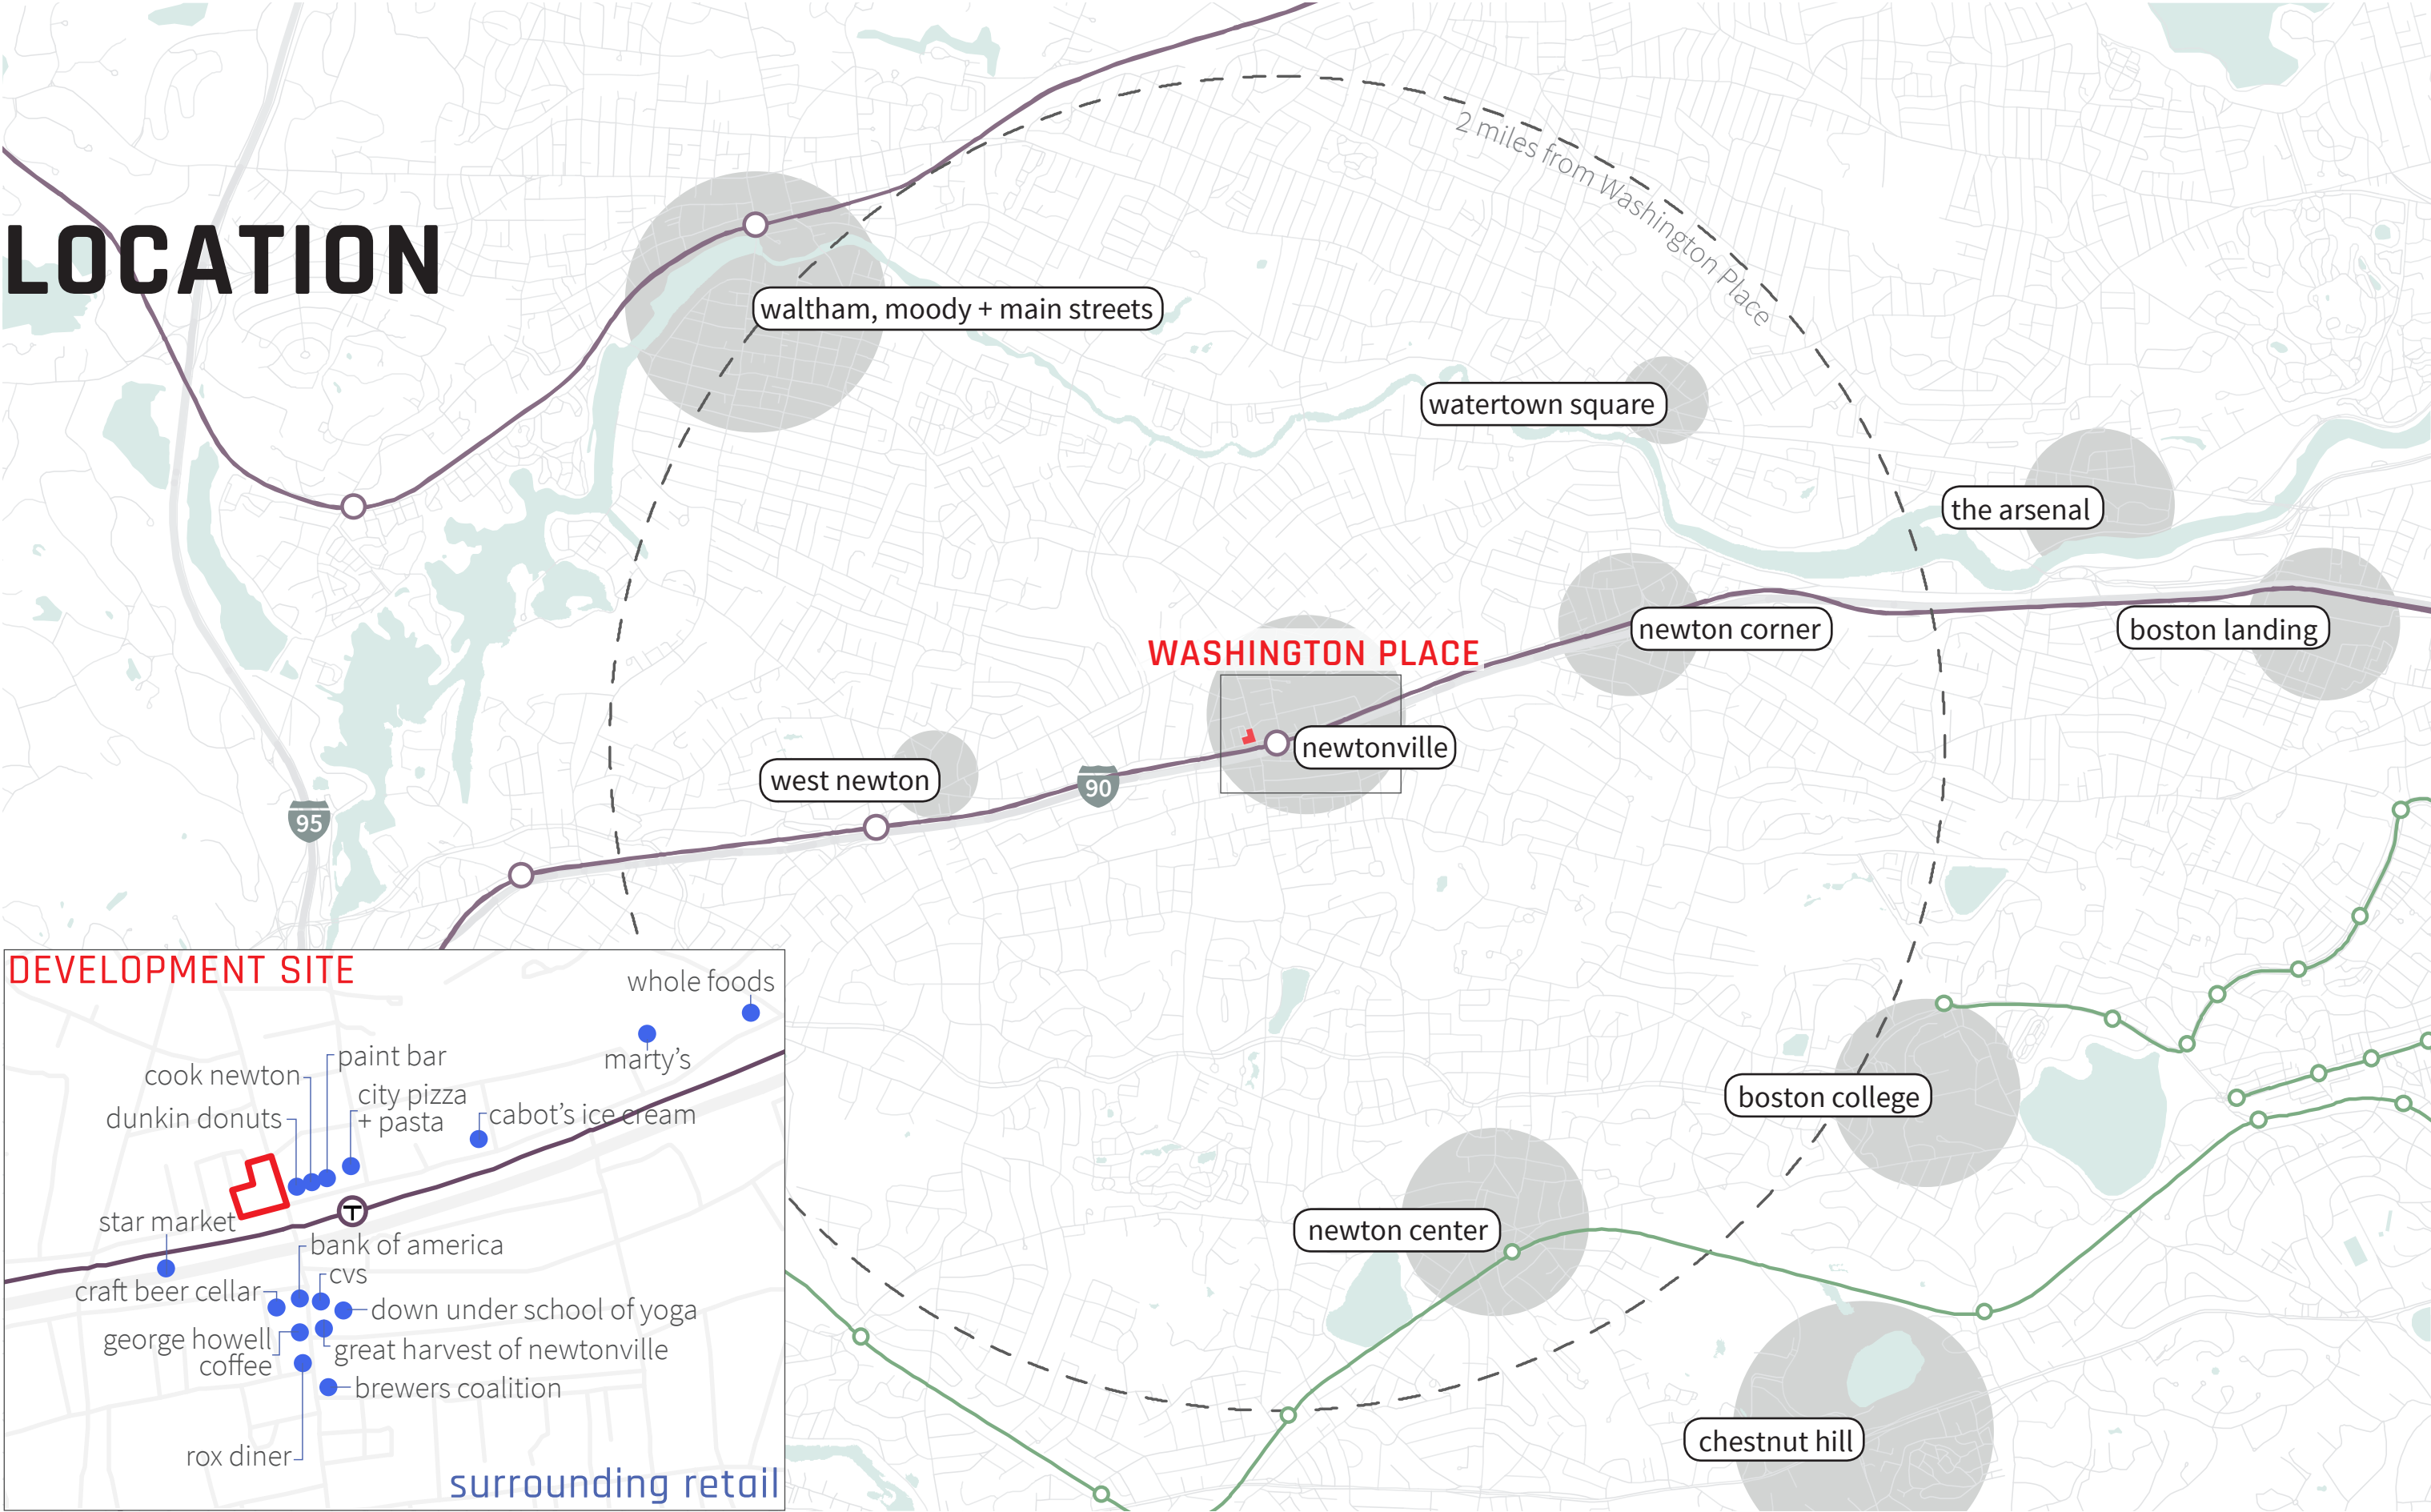 2 miles from Washington Place
LOCATION
waltham, moody + main streets
watertown square
the arsenal
newton corner
boston landing
WASHINGTON PLACE
newtonville
west newton
90
95
DEVELOPMENT SITE
whole foods
marty's
paint bar
cook newton
city pizza
+ pasta
dunkin donuts
cabot's ice cream
star market
T
bank of america
cvs
craft beer cellar
down under school of yoga
george howell
coffee
great harvest of newtonville
brewers coalition
rox diner
surrounding retail
boston college
newton center
chestnut hill